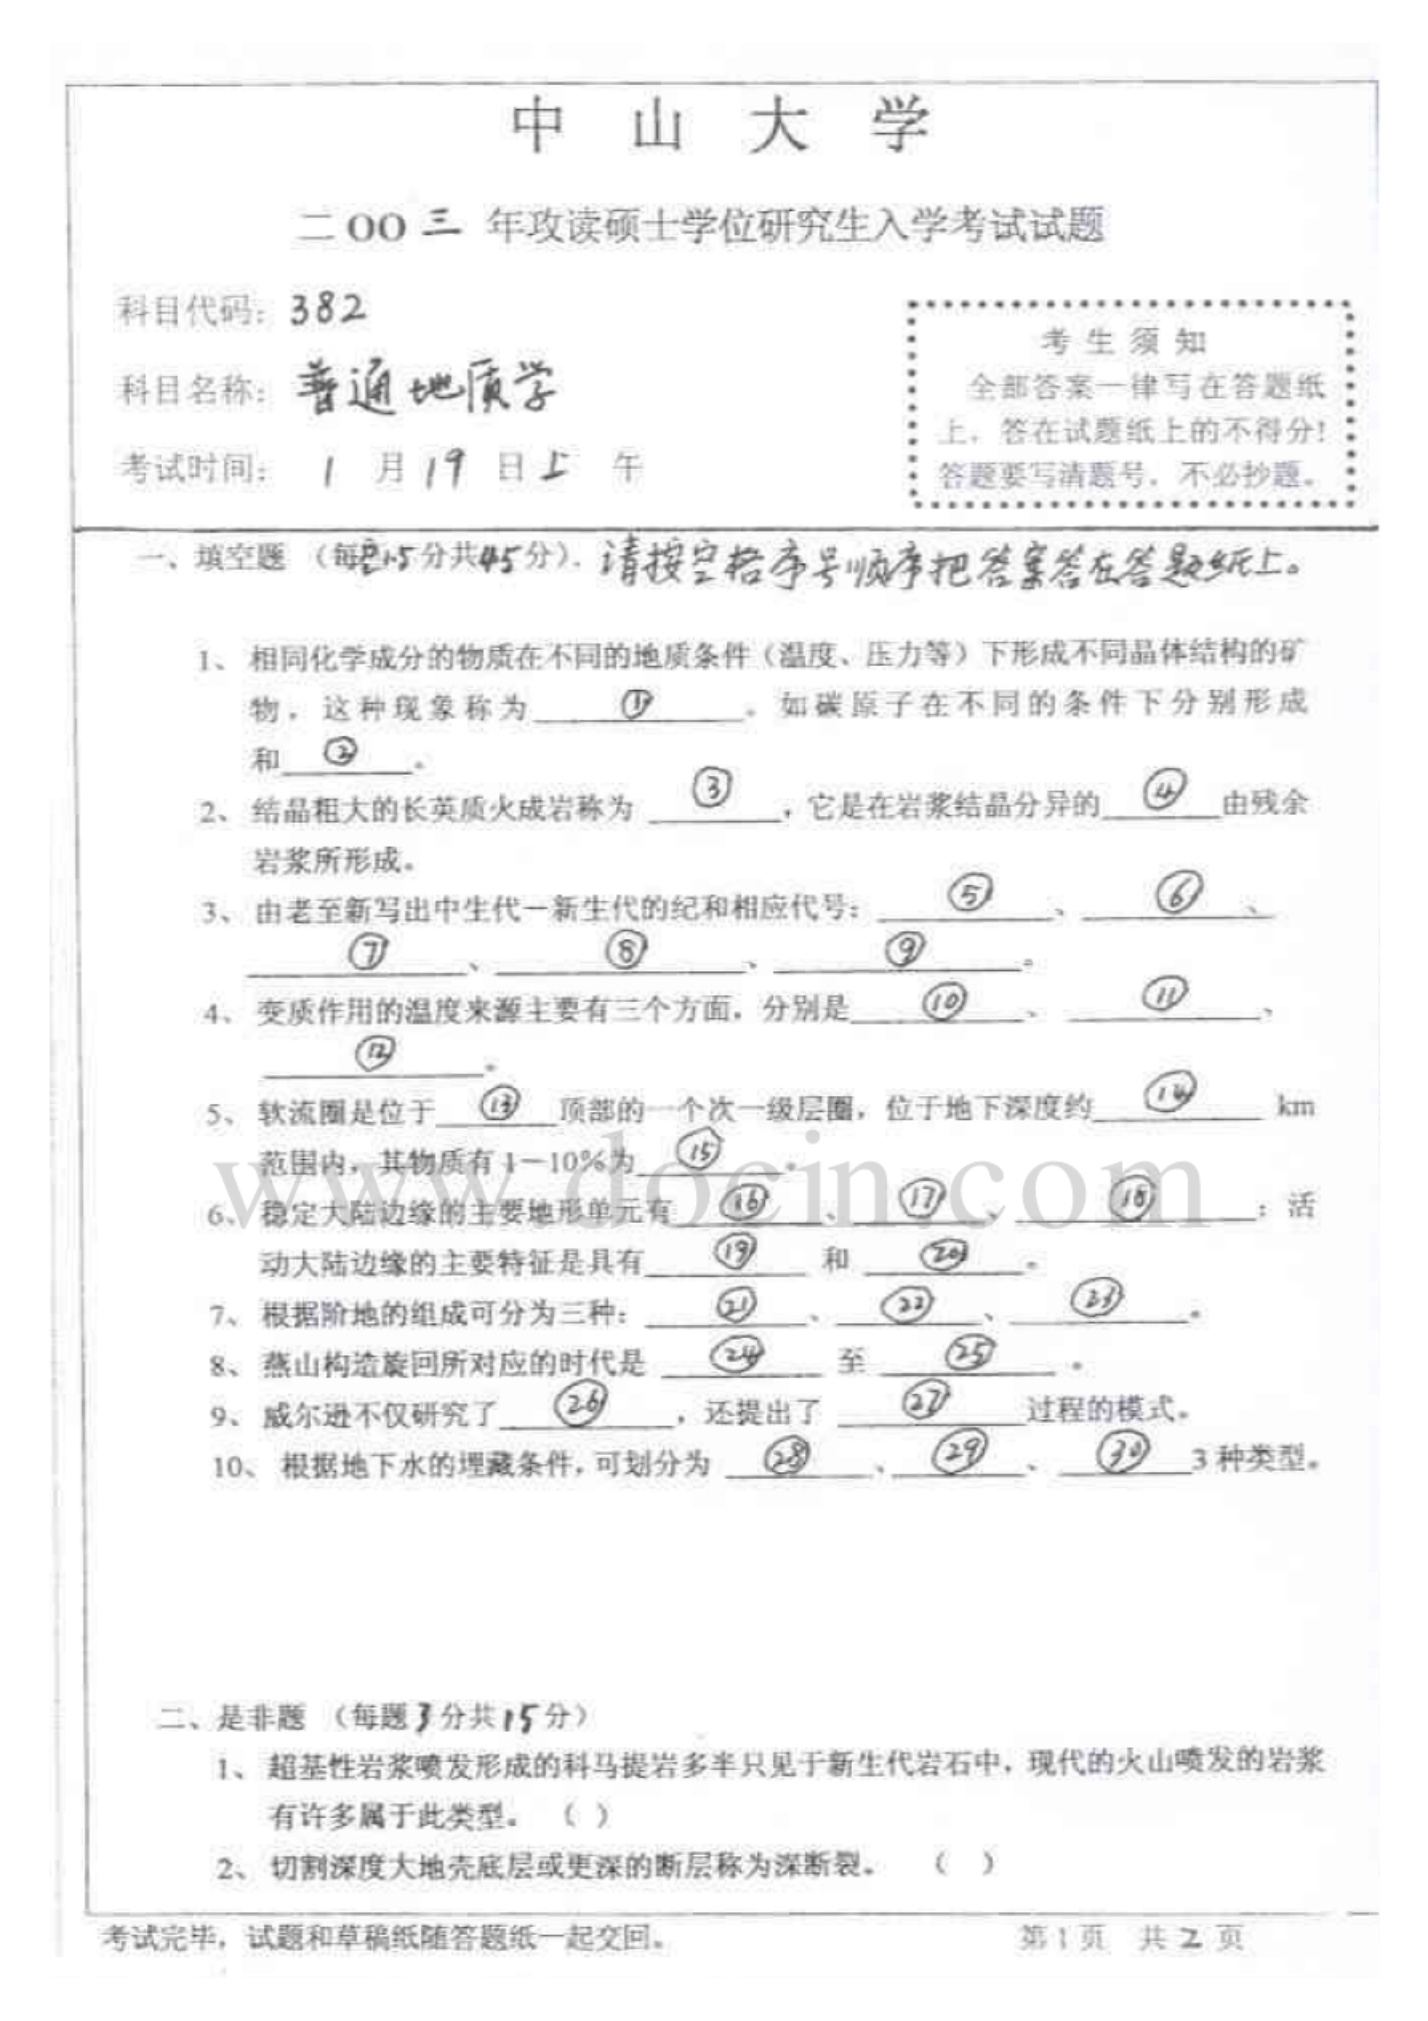 中山大学
二00三年攻读硕士学位研究生入学考试试题
科目代码：382
科目名称：普通地质学
考试时间：1月19日上午
考生须知
全部答案一律写在答题纸
上，答在试题纸上的不得分！
答题要写清题号，不必抄题。
一、填空题（每空1.5分共45分）．请按空格序号顺序把答案答在答题纸上。
1、相同化学成分的物质在不同的地质条件（温度、压力等）下形成不同晶体结构的矿
物，这种现象称为 ① 。如碳原子在不同的条件下分别形成
和 ② 。
2、结晶粗大的长英质火成岩称为 ③ ，它是在岩浆结晶分异的 ④ 由残余
岩浆所形成。
3、由老至新写出中生代－新生代的纪和相应代号： ⑤ 、 ⑥ 、
⑦ 、 ⑧ 、 ⑨ 。
4、变质作用的温度来源主要有三个方面，分别是 ⑩ 、 ⑪ 、
⑫ 。
5、软流圈是位于 ⑬ 顶部的一个次一级层圈，位于地下深度约 ⑭ km
范围内，其物质有1－10%为 ⑮ 。
www.docin.com
6、稳定大陆边缘的主要地形单元有 ⑯ 、 ⑰ 、 ⑱ ；活
动大陆边缘的主要特征是具有 ⑲ 和 ⑳ 。
7、根据阶地的组成可分为三种： ㉑ 、 ㉒ 、 ㉓ 。
8、燕山构造旋回所对应的时代是 ㉔ 至 ㉕ 。
9、威尔逊不仅研究了 ㉖ ，还提出了 ㉗ 过程的模式。
10、根据地下水的埋藏条件，可划分为 ㉘ 、 ㉙ 、 ㉚ 3种类型。
二、是非题（每题3分共15分）
1、超基性岩浆喷发形成的科马提岩多半只见于新生代岩石中，现代的火山喷发的岩浆
有许多属于此类型。（ ）
2、切割深度大地壳底层或更深的断层称为深断裂。（ ）
考试完毕，试题和草稿纸随答题纸一起交回。 第1页 共2页